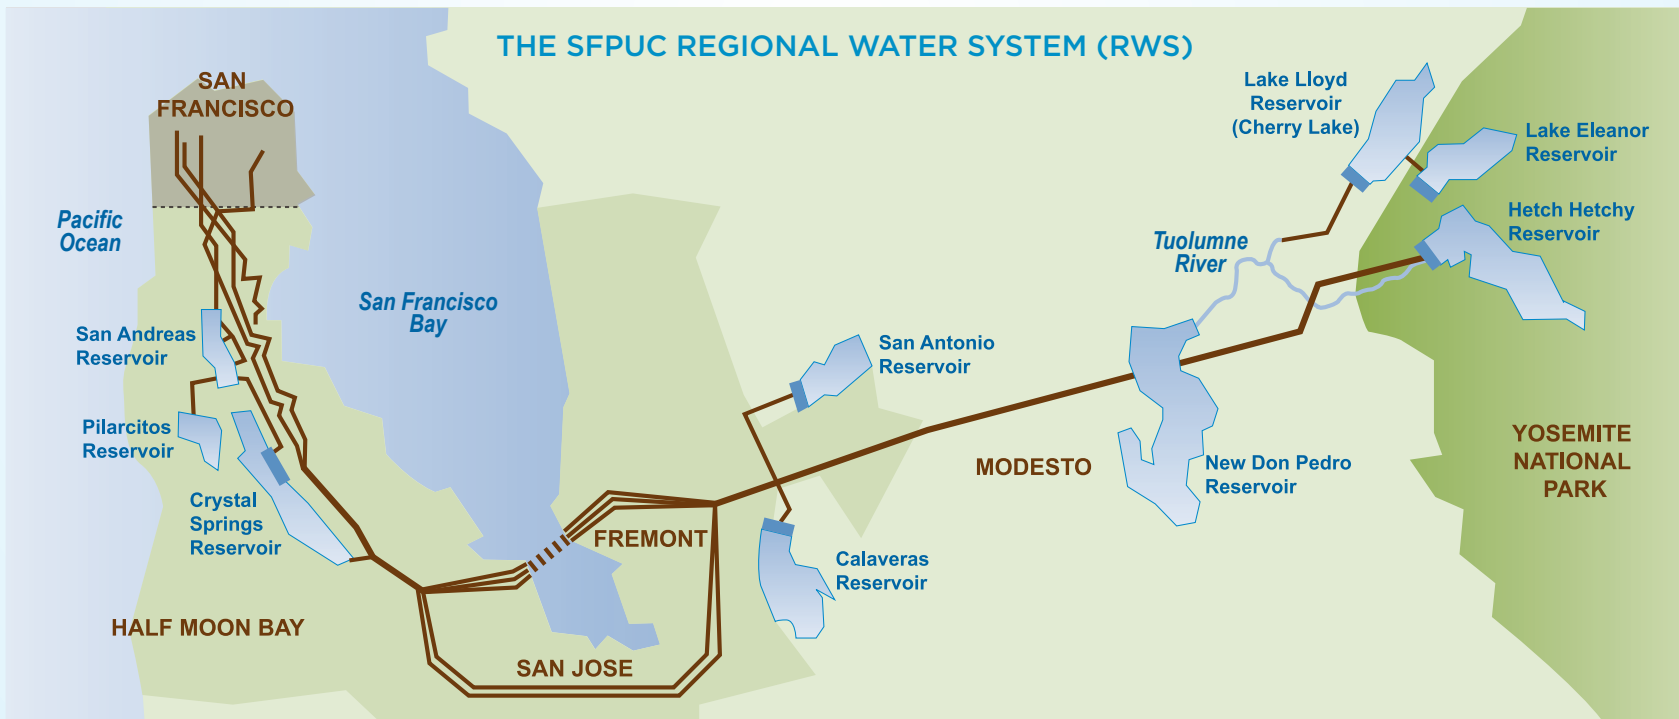 THE SFPUC REGIONAL WATER SYSTEM (RWS)
SAN
FRANCISCO
Pacific
Ocean
San Francisco
Bay
San Andreas
Reservoir
Pilarcitos
Reservoir
Crystal
Springs
Reservoir
HALF MOON BAY
FREMONT
SAN JOSE
San Antonio
Reservoir
Calaveras
Reservoir
MODESTO
Tuolumne
River
New Don Pedro
Reservoir
Lake Lloyd
Reservoir
(Cherry Lake)
Lake Eleanor
Reservoir
Hetch Hetchy
Reservoir
YOSEMITE
NATIONAL
PARK